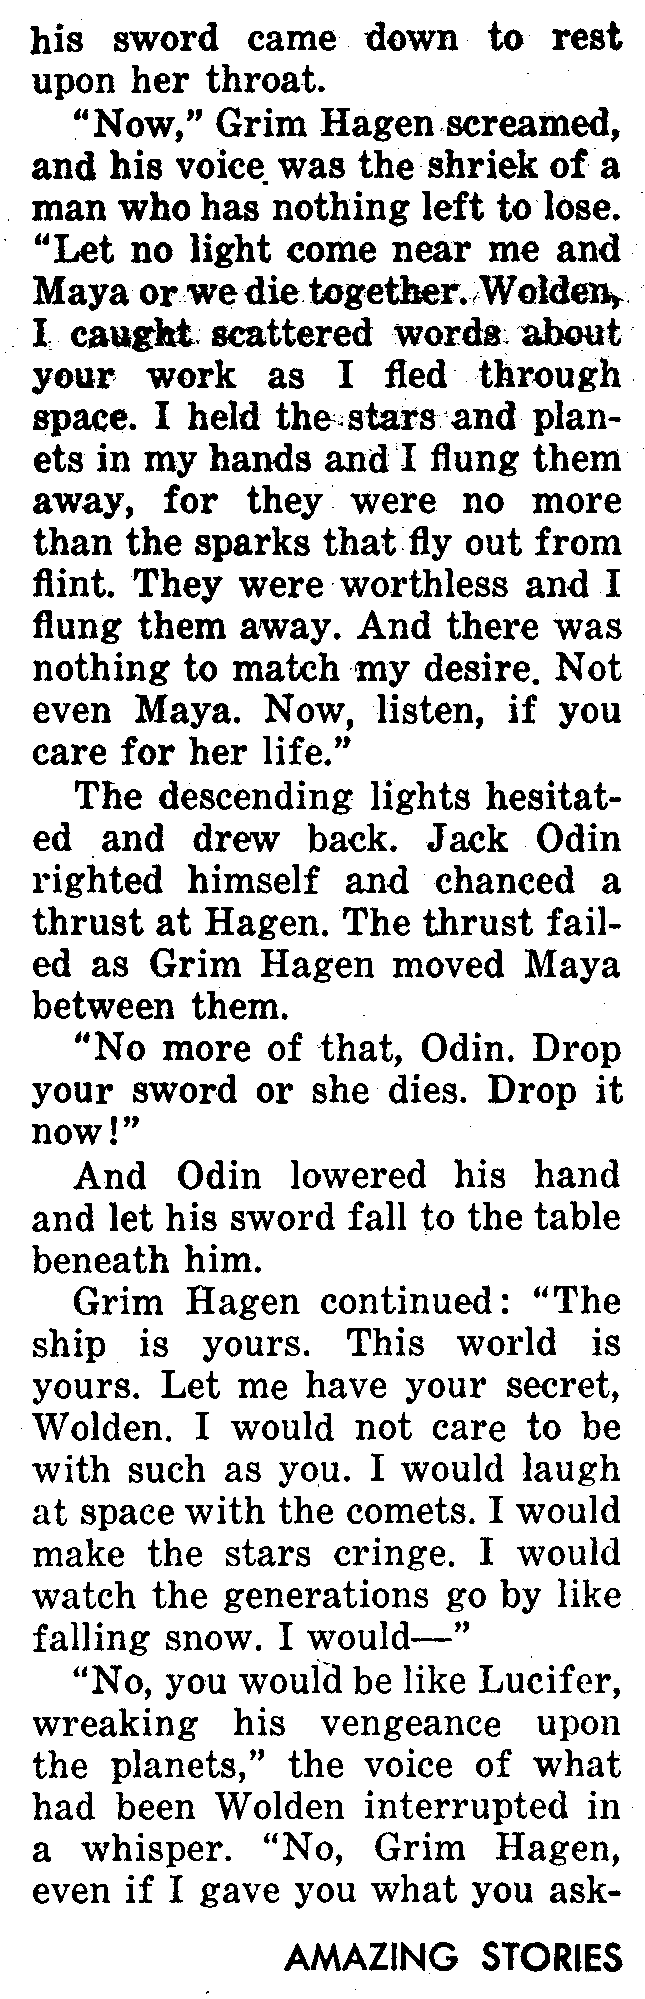 his sword came down to rest
upon her throat.
“Now,” Grim Hagen screamed,
and his voice was the shriek of a
man who has nothing left to lose.
“Let no light come near me and
Maya or we die together. Wolden,
I caught scattered words about
your work as I fled through
space. I held the stars and plan-
ets in my hands and I flung them
away, for they were no more
than the sparks that fly out from
flint. They were worthless and I
flung them away. And there was
nothing to match my desire. Not
even Maya. Now, listen, if you
care for her life.”
The descending lights hesitat-
ed and drew back. Jack Odin
righted himself and chanced a
thrust at Hagen. The thrust fail-
ed as Grim Hagen moved Maya
between them.
“No more of that, Odin. Drop
your sword or she dies. Drop it
now!”
And Odin lowered his hand
and let his sword fall to the table
beneath him.
Grim Hagen continued: “The
ship is yours. This world is
yours. Let me have your secret,
Wolden. I would not care to be
with such as you. I would laugh
at space with the comets. I would
make the stars cringe. I would
watch the generations go by like
falling snow. I would—”
“No, you would be like Lucifer,
wreaking his vengeance upon
the planets,” the voice of what
had been Wolden interrupted in
a whisper. “No, Grim Hagen,
even if I gave you what you ask-
AMAZING STORIES